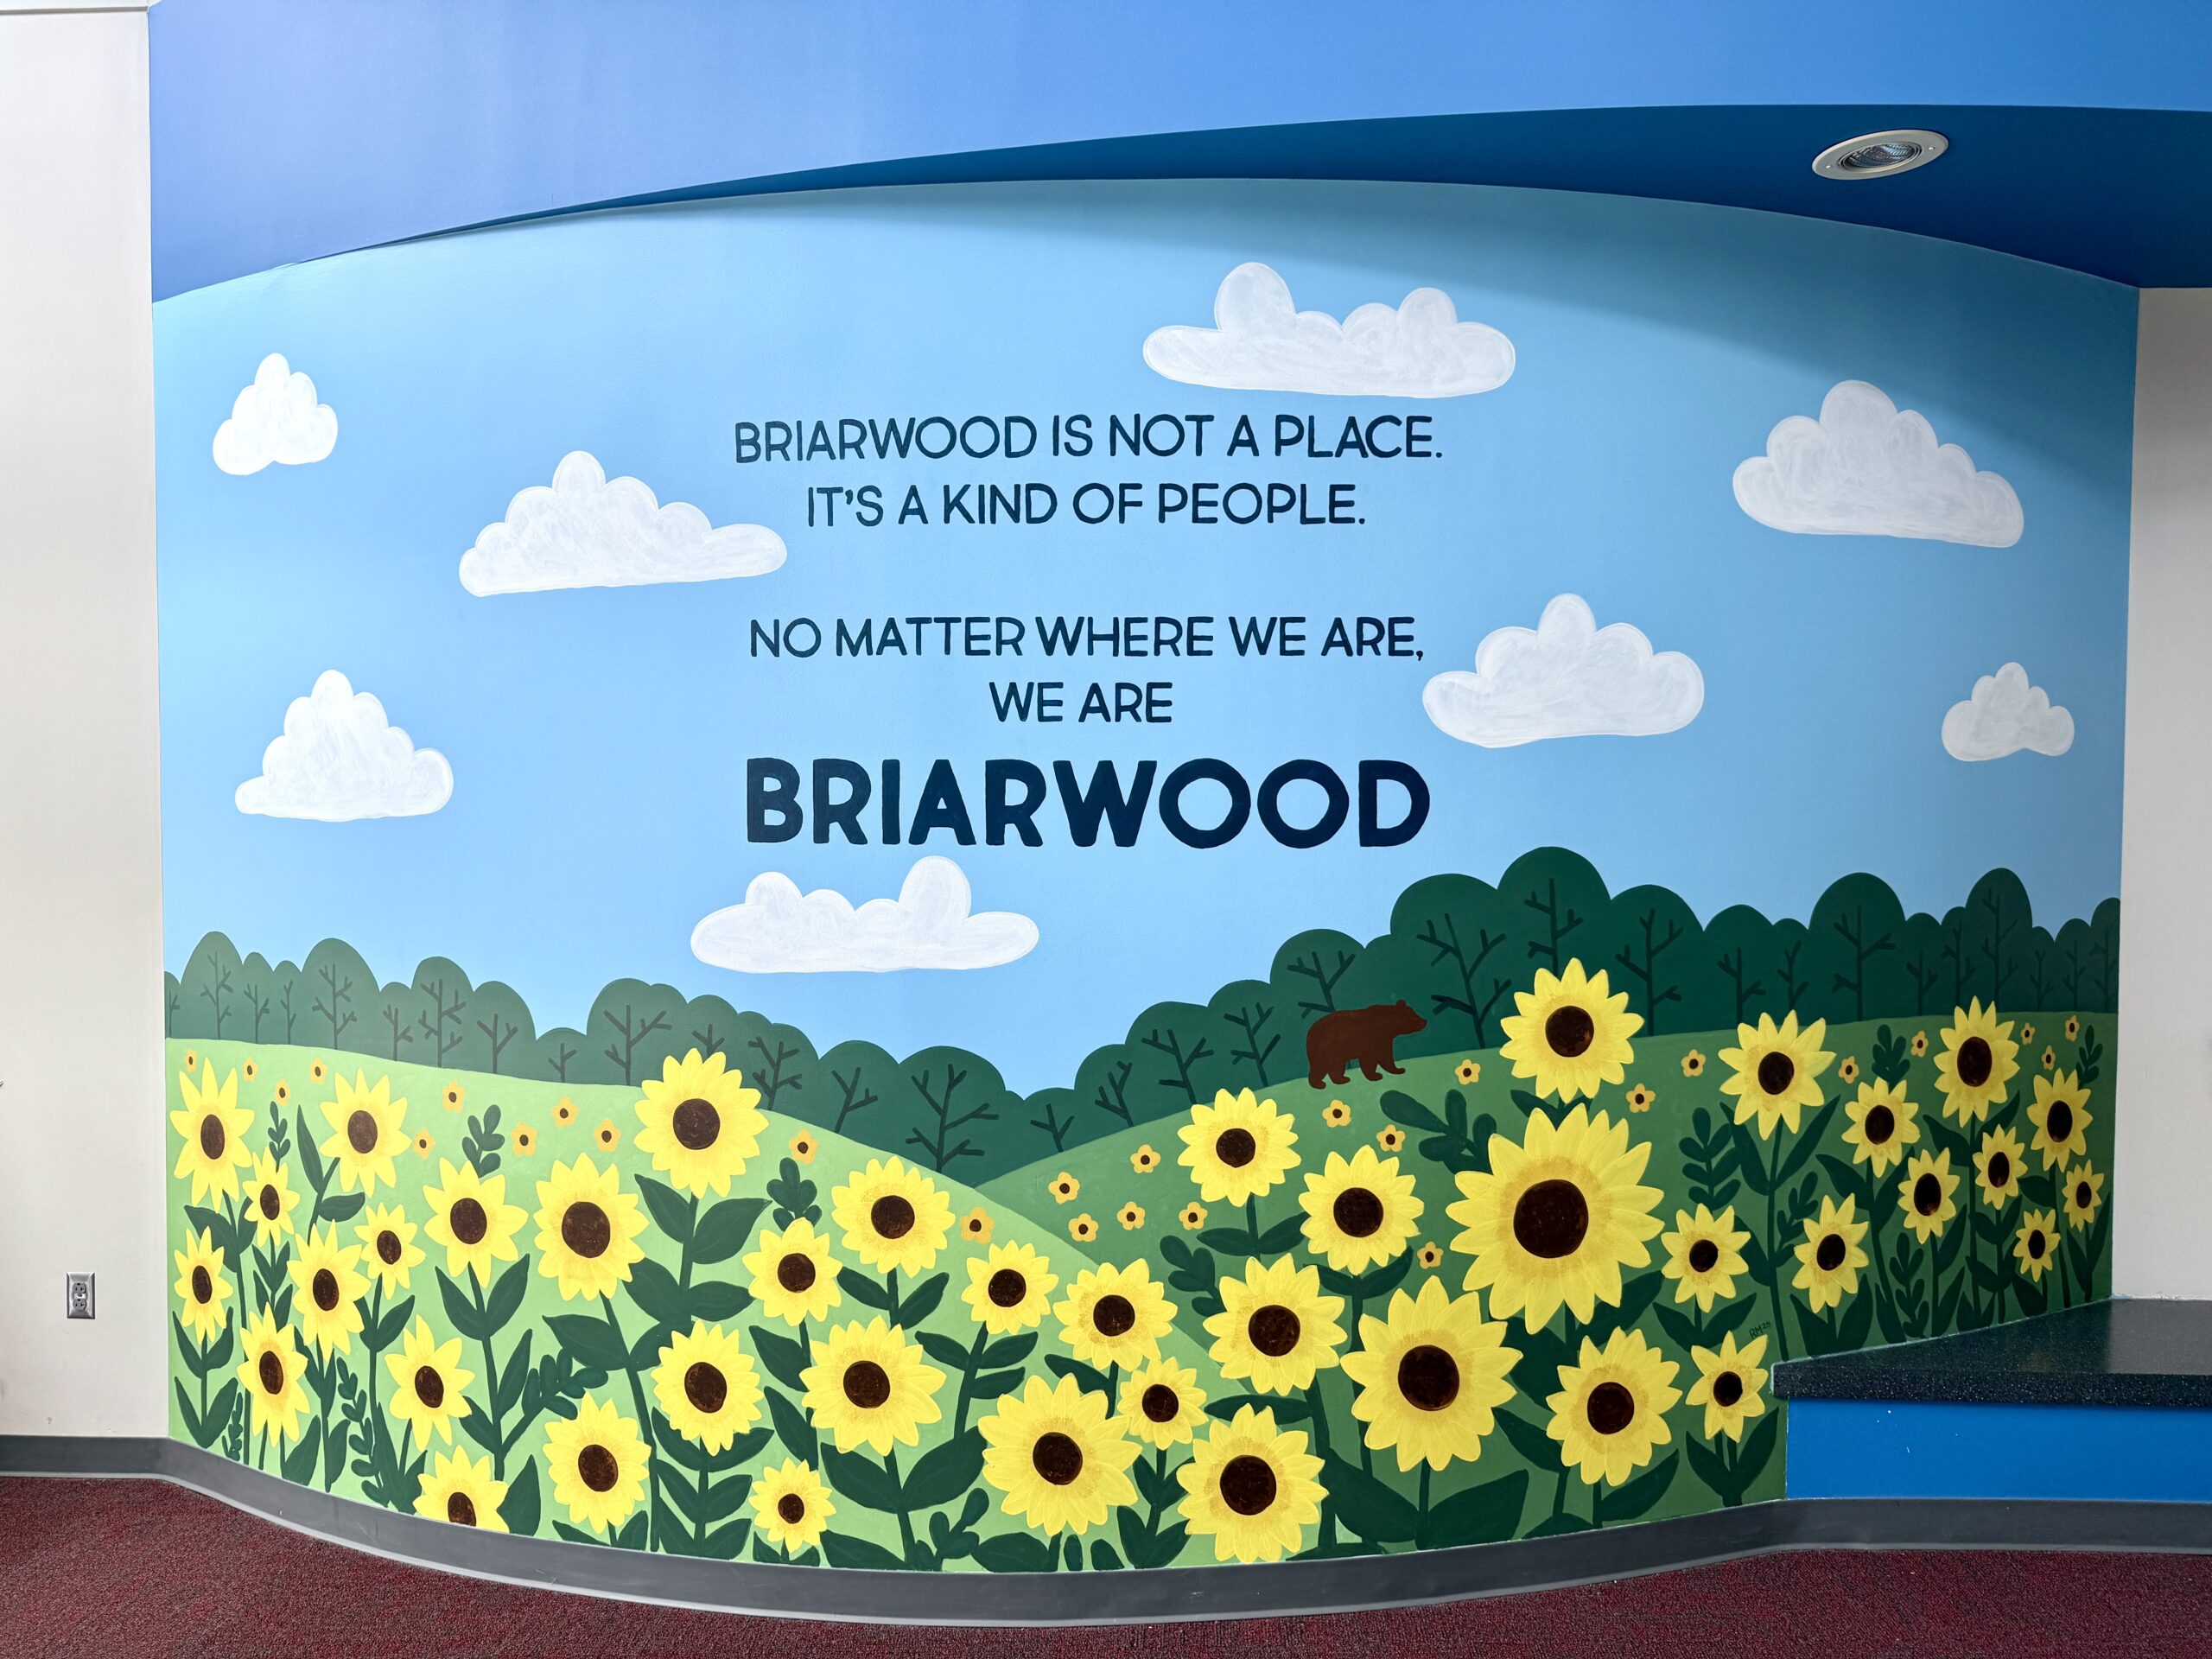 BRIARWOOD IS NOT A PLACE.
IT'S A KIND OF PEOPLE.
NO MATTER WHERE WE ARE,
WE ARE
BRIARWOOD